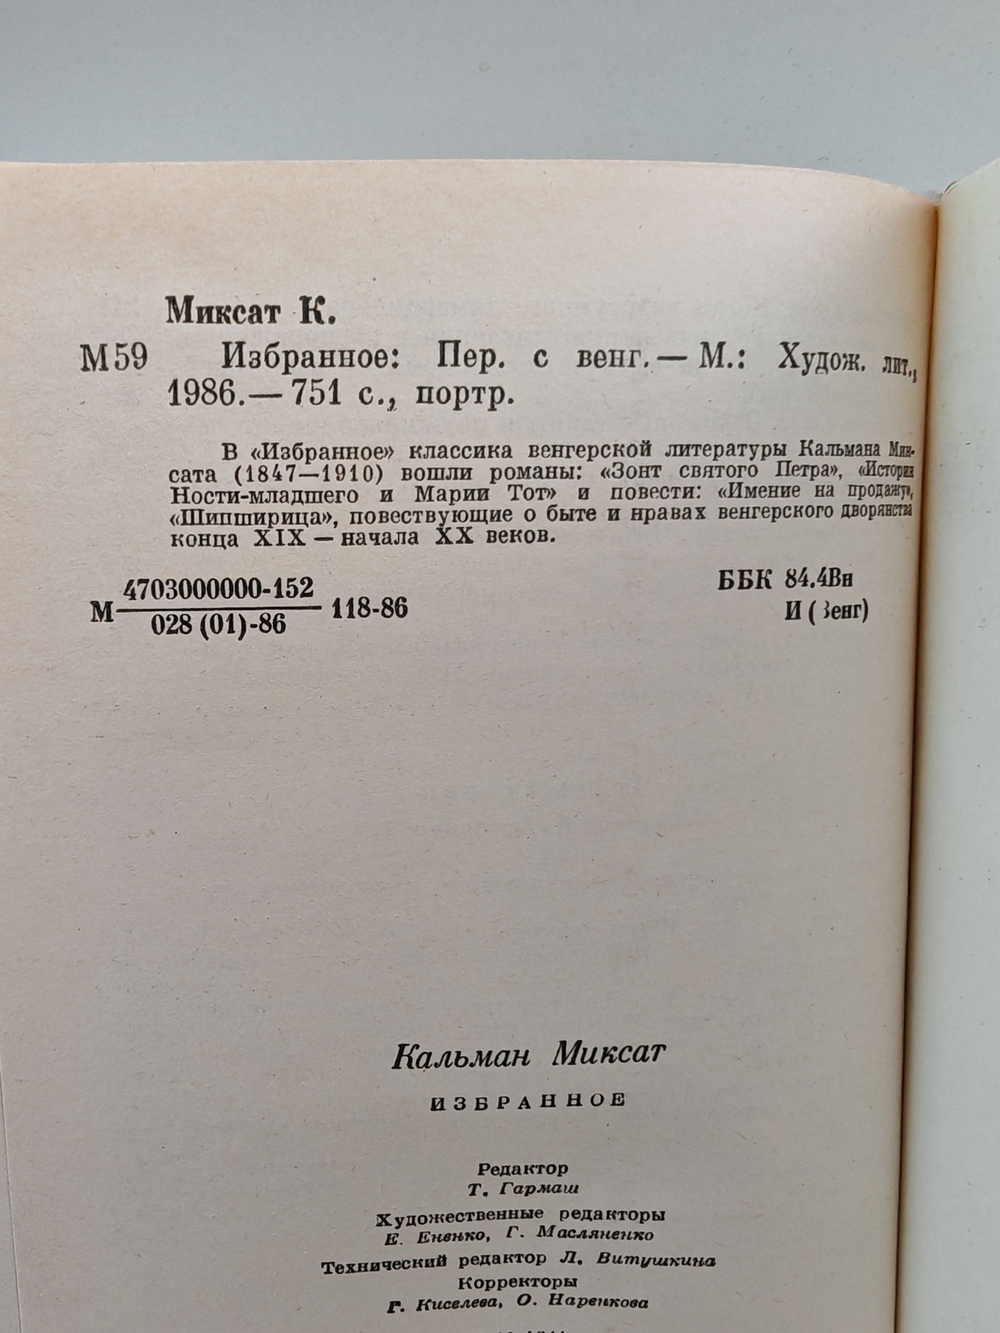 Миксат К.
М59 Избранное: Пер. с венг.— М.: Худож. лит.,
1986.— 751 с., портр.
В «Избранное» классика венгерской литературы Кальмана Мик-
сата (1847—1910) вошли романы: «Зонт святого Петра», «История
Ности-младшего и Марии Тот» и повести: «Имение на продажу»,
«Шипширица», повествующие о быте и нравах венгерского дворянства
конца XIX — начала XX веков.
4703000000-152
М 118-86
028 (01)-86
ББК 84.4Вн
И (Венг)
Кальман Миксат
ИЗБРАННОЕ
Редактор
Т. Гармаш
Художественные редакторы
Е. Ененко, Г. Масляненко
Технический редактор Л. Витушкина
Корректоры
Г. Киселева, О. Наренкова